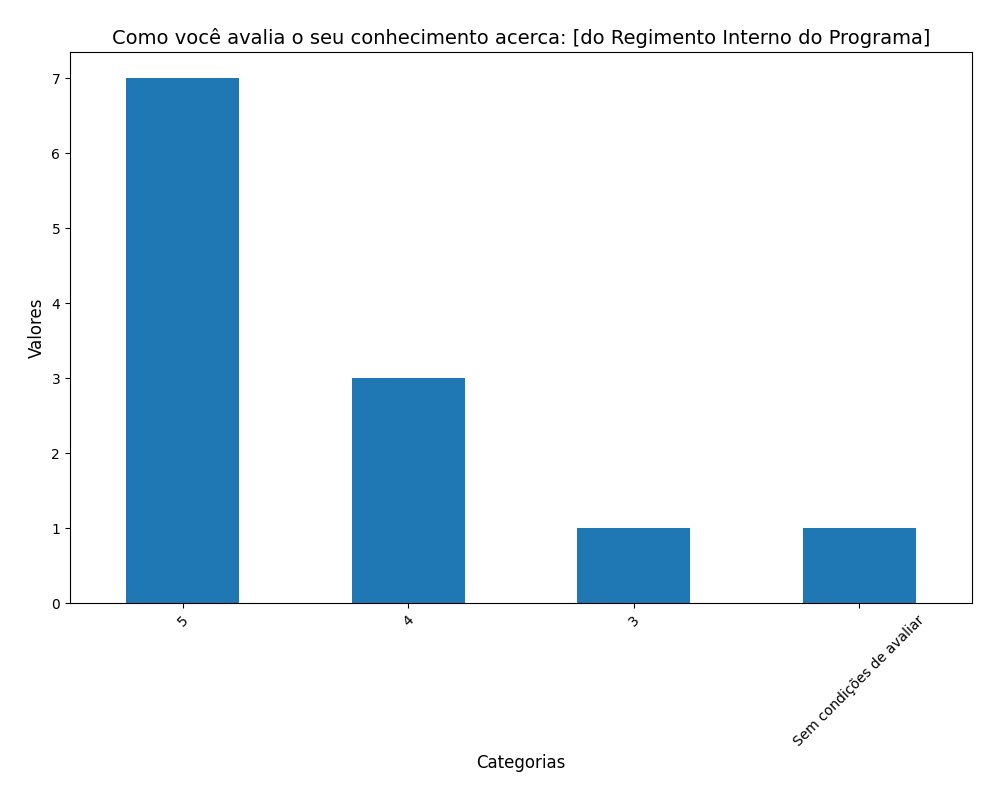 Como você avalia o seu conhecimento acerca: [do Regimento Interno do Programa]
7
6
5
4
3
2
1
0
Valores
5
4
3
Sem condições de avaliar
Categorias